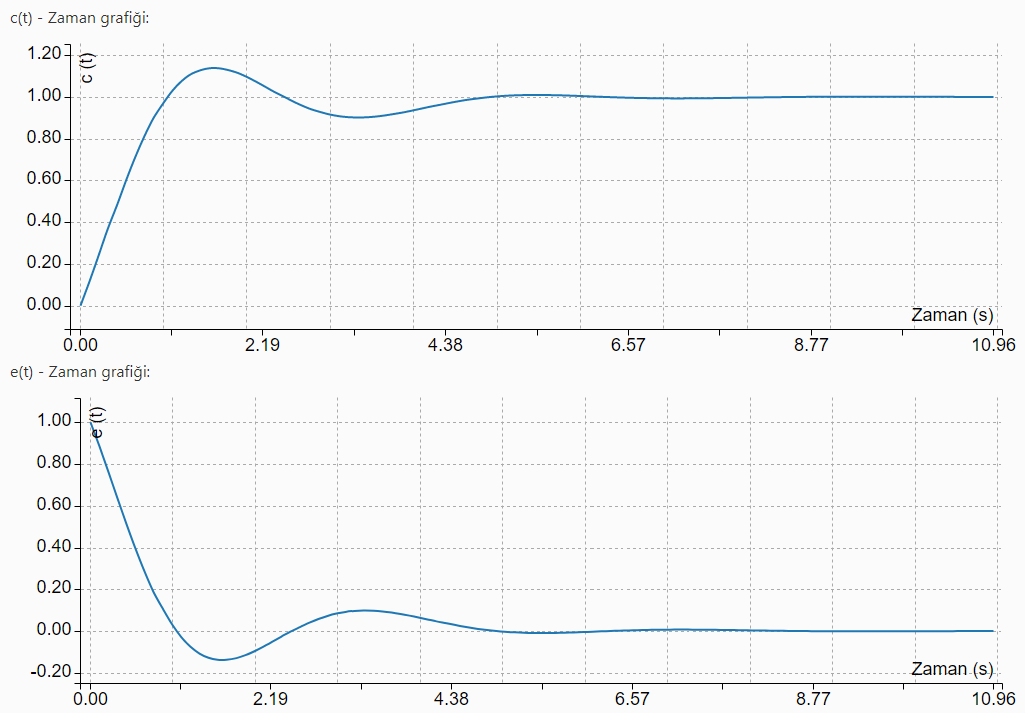 c(t) - Zaman grafiği:
c (t)
1.20
1.00
0.80
0.60
0.40
0.20
0.00
Zaman (s)
0.00 2.19 4.38 6.57 8.77 10.96
e(t) - Zaman grafiği:
e (t)
1.00
0.80
0.60
0.40
0.20
0.00
-0.20
Zaman (s)
0.00 2.19 4.38 6.57 8.77 10.96